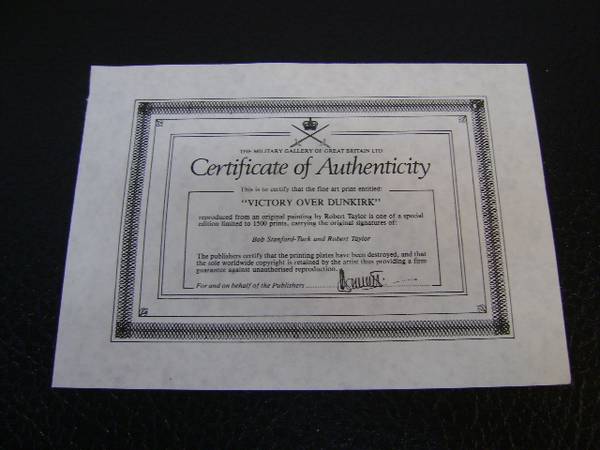 THE MILITARY GALLERY OF GREAT BRITAIN LTD
Certificate of Authenticity
This is to certify that the fine art print entitled:
"VICTORY OVER DUNKIRK"
reproduced from an original painting by Robert Taylor is one of a special
edition limited to 1500 prints, carrying the original signatures of:
Bob Stanford-Tuck and Robert Taylor
The publishers certify that the printing plates have been destroyed, and that
the sole worldwide copyright is retained by the artist thus providing a firm
guarantee against unauthorised reproduction.
For and on behalf of the Publishers